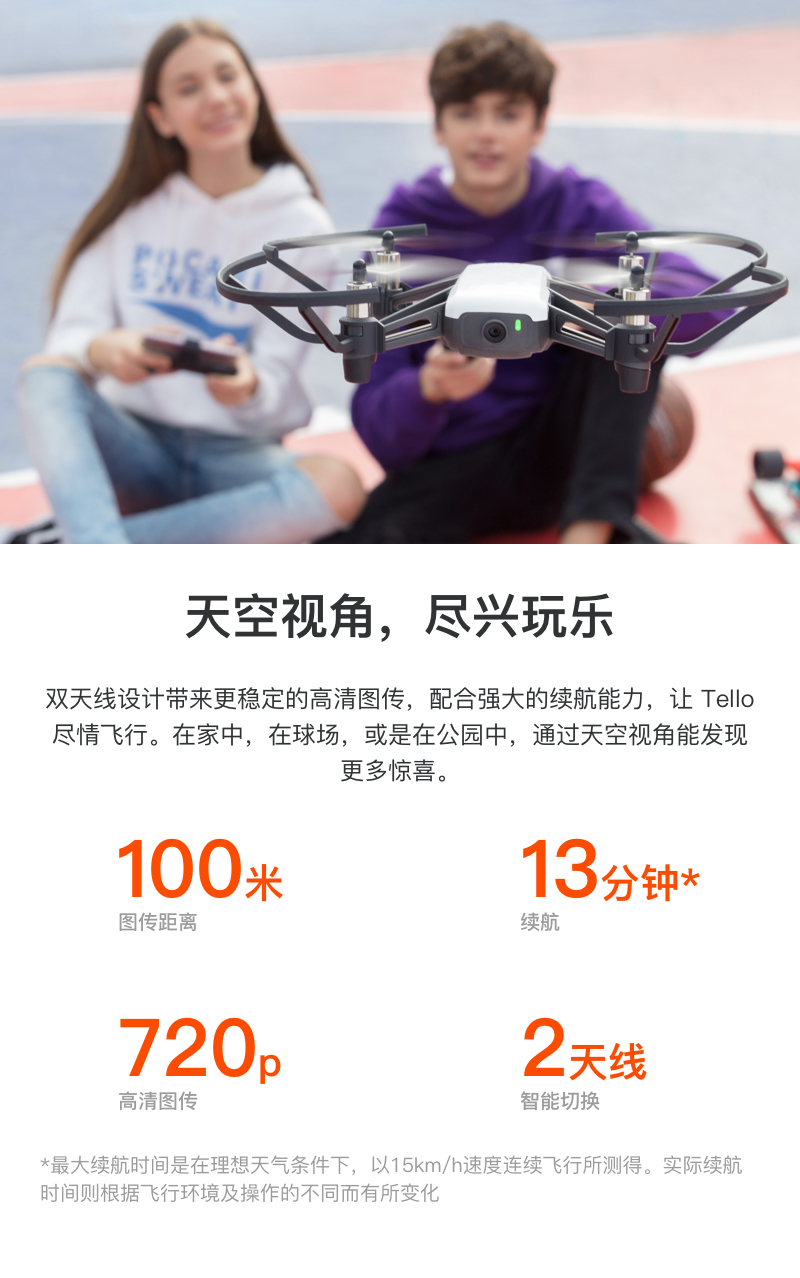 天空视角，尽兴玩乐
双天线设计带来更稳定的高清图传，配合强大的续航能力，让 Tello
尽情飞行。在家中，在球场，或是在公园中，通过天空视角能发现
更多惊喜。
100米
图传距离
13分钟*
续航
720p
高清图传
2天线
智能切换
*最大续航时间是在理想天气条件下，以15km/h速度连续飞行所测得。实际续航
时间则根据飞行环境及操作的不同而有所变化